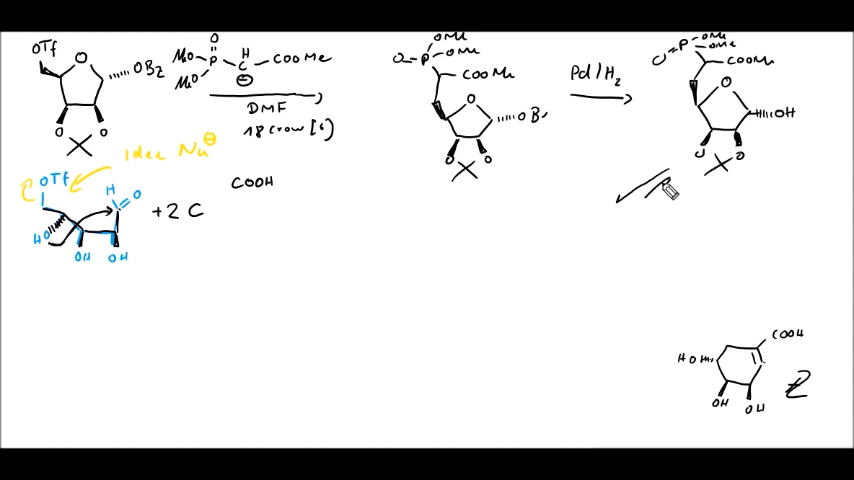 OTf
O
OBz
O O
MeO P
O
H
C
⊖
COOMe
MeO
DMF
18 crown [6]
OMe
O P OMe
COOMe
O
OBz
O O
Pd/H₂
OMe
O=P OMe
COOMe
O
OH
O O
Idee Nu⊖
OTf
H
O
HO
OH OH
+2 C
COOH
COOH
HO
OH OH